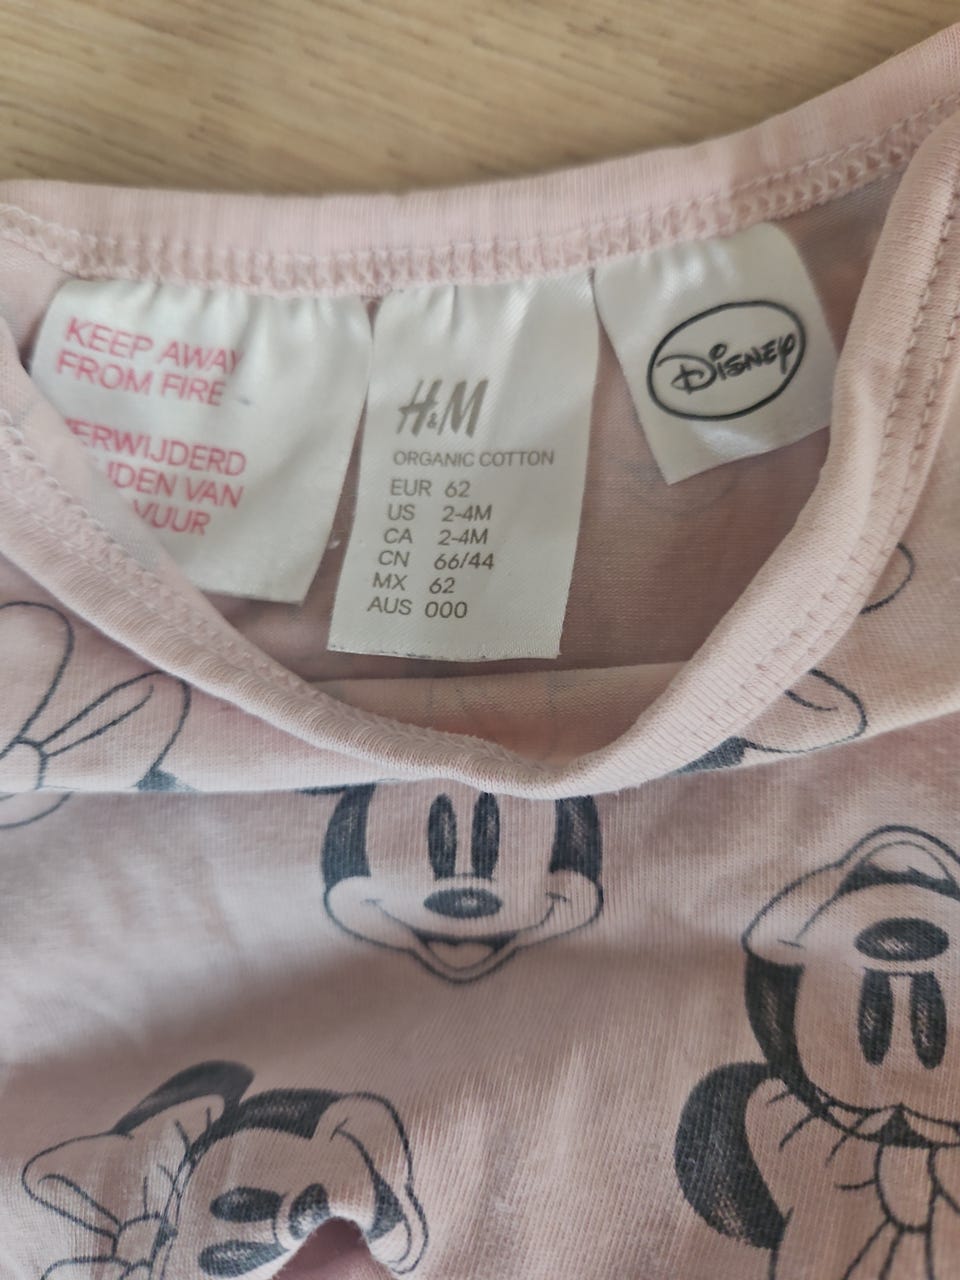 KEEP AWAY
FROM FIRE
VUUR
H&M
ORGANIC COTTON
EUR 62
US 2-4M
CA 2-4M
CN 66/44
MX 62
AUS 000
Disney